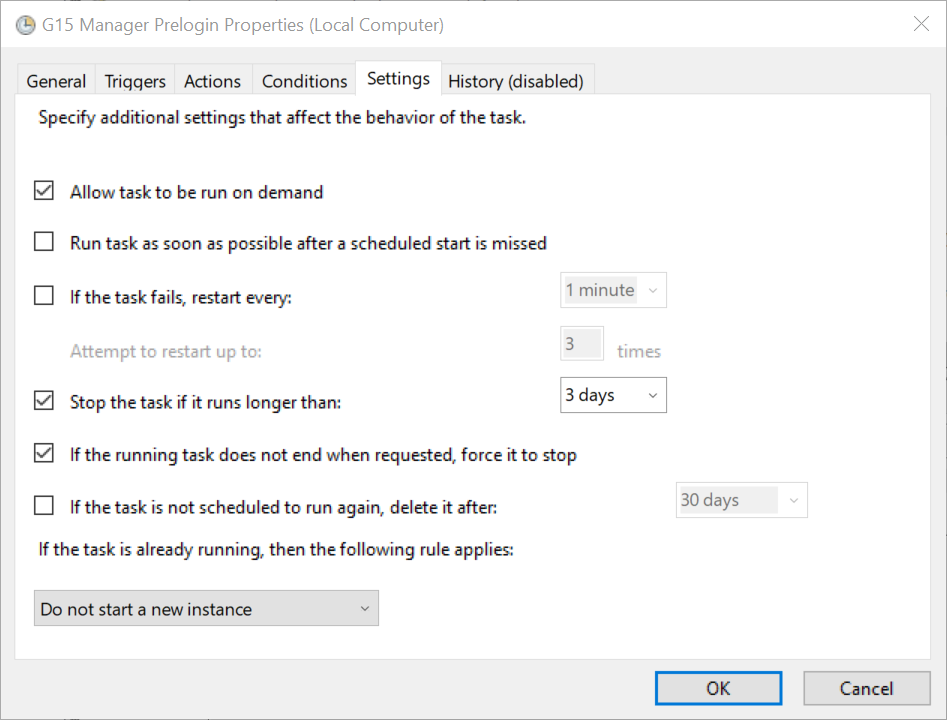 G15 Manager Prelogin Properties (Local Computer)
General Triggers Actions Conditions Settings History (disabled)
Specify additional settings that affect the behavior of the task.
Allow task to be run on demand
Run task as soon as possible after a scheduled start is missed
If the task fails, restart every: 1 minute
Attempt to restart up to: 3 times
Stop the task if it runs longer than: 3 days
If the running task does not end when requested, force it to stop
If the task is not scheduled to run again, delete it after: 30 days
If the task is already running, then the following rule applies:
Do not start a new instance
OK Cancel